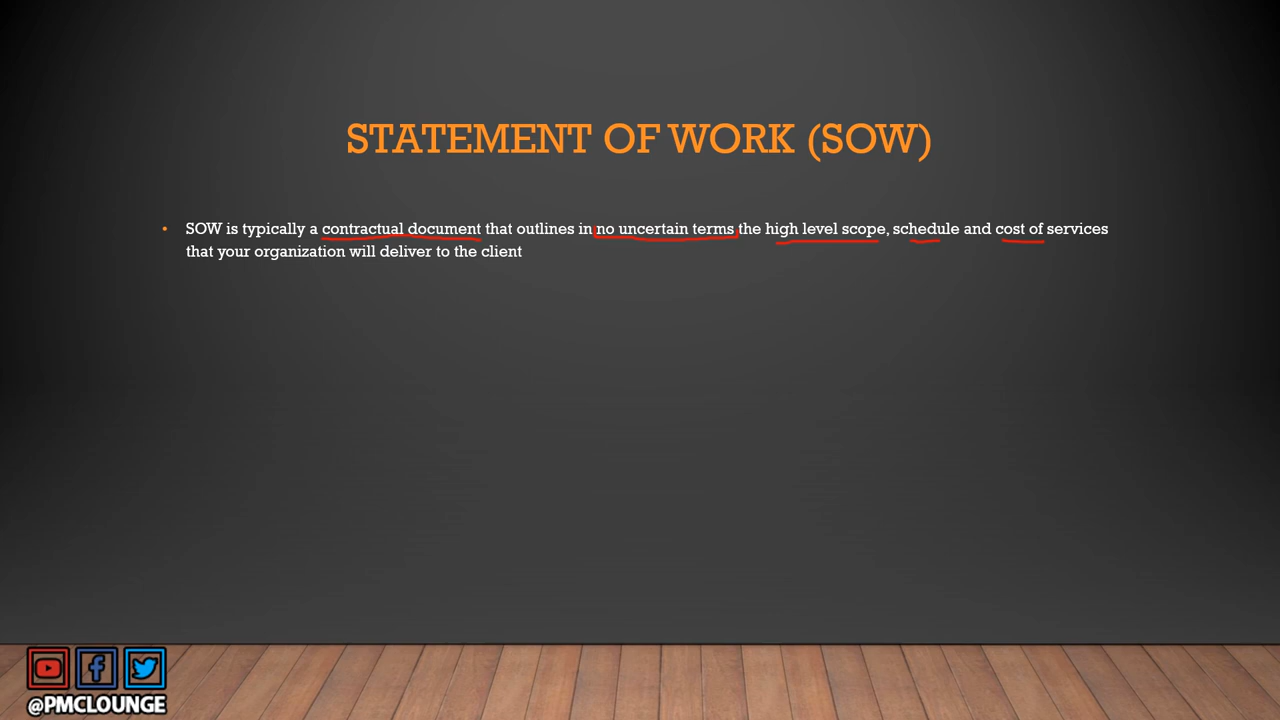 STATEMENT OF WORK (SOW)
• SOW is typically a contractual document that outlines in no uncertain terms the high level scope, schedule and cost of services
that your organization will deliver to the client
@PMCLOUNGE